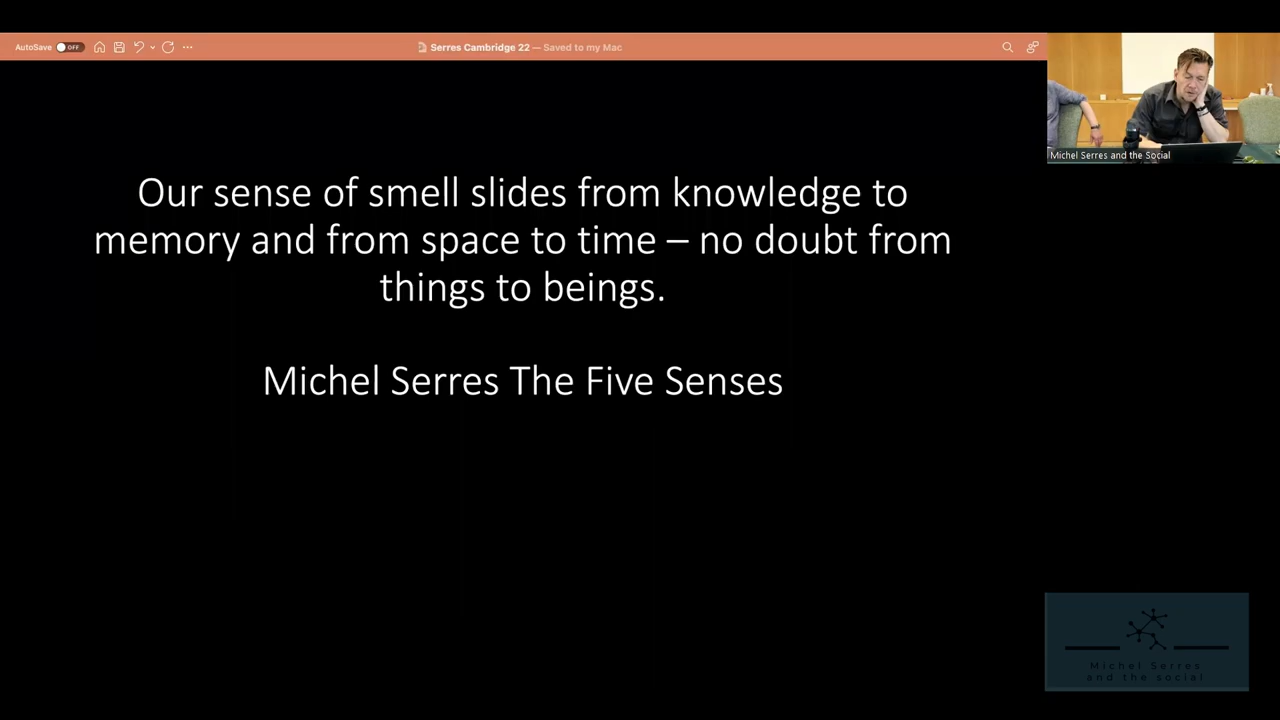 AutoSave OFF
Serres Cambridge 22 — Saved to my Mac
Our sense of smell slides from knowledge to
memory and from space to time – no doubt from
things to beings.
Michel Serres The Five Senses
Michel Serres and the Social
Michel Serres
and the social